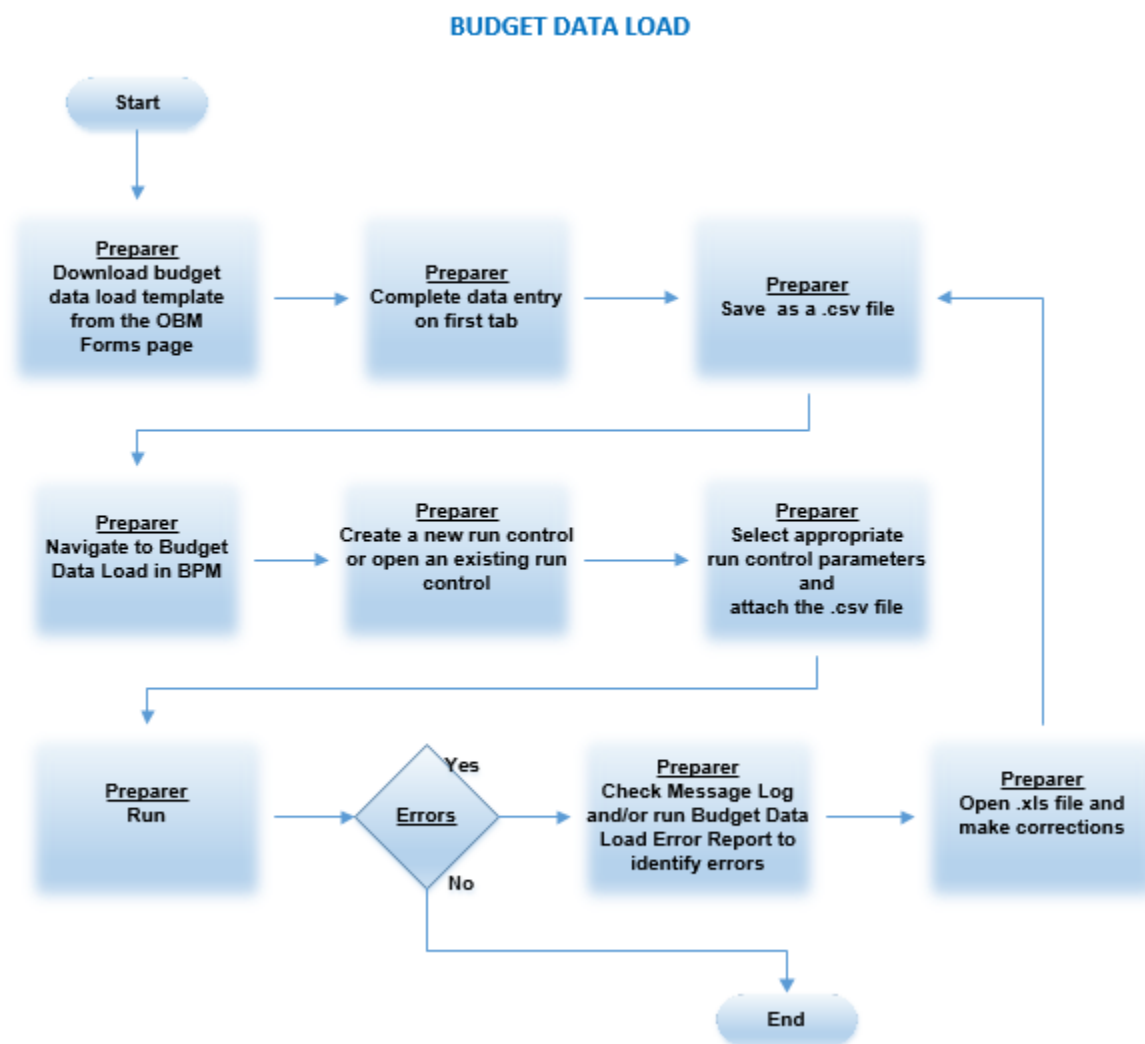 BUDGET DATA LOAD
Start
Preparer
Download budget
data load template
from the OBM
Forms page
Preparer
Complete data entry
on first tab
Preparer
Save as a .csv file
Preparer
Navigate to Budget
Data Load in BPM
Preparer
Create a new run control
or open an existing run
control
Preparer
Select appropriate
run control parameters
and
attach the .csv file
Preparer
Run
Errors
Yes
No
Preparer
Check Message Log
and/or run Budget Data
Load Error Report to
identify errors
Preparer
Open .xls file and
make corrections
End